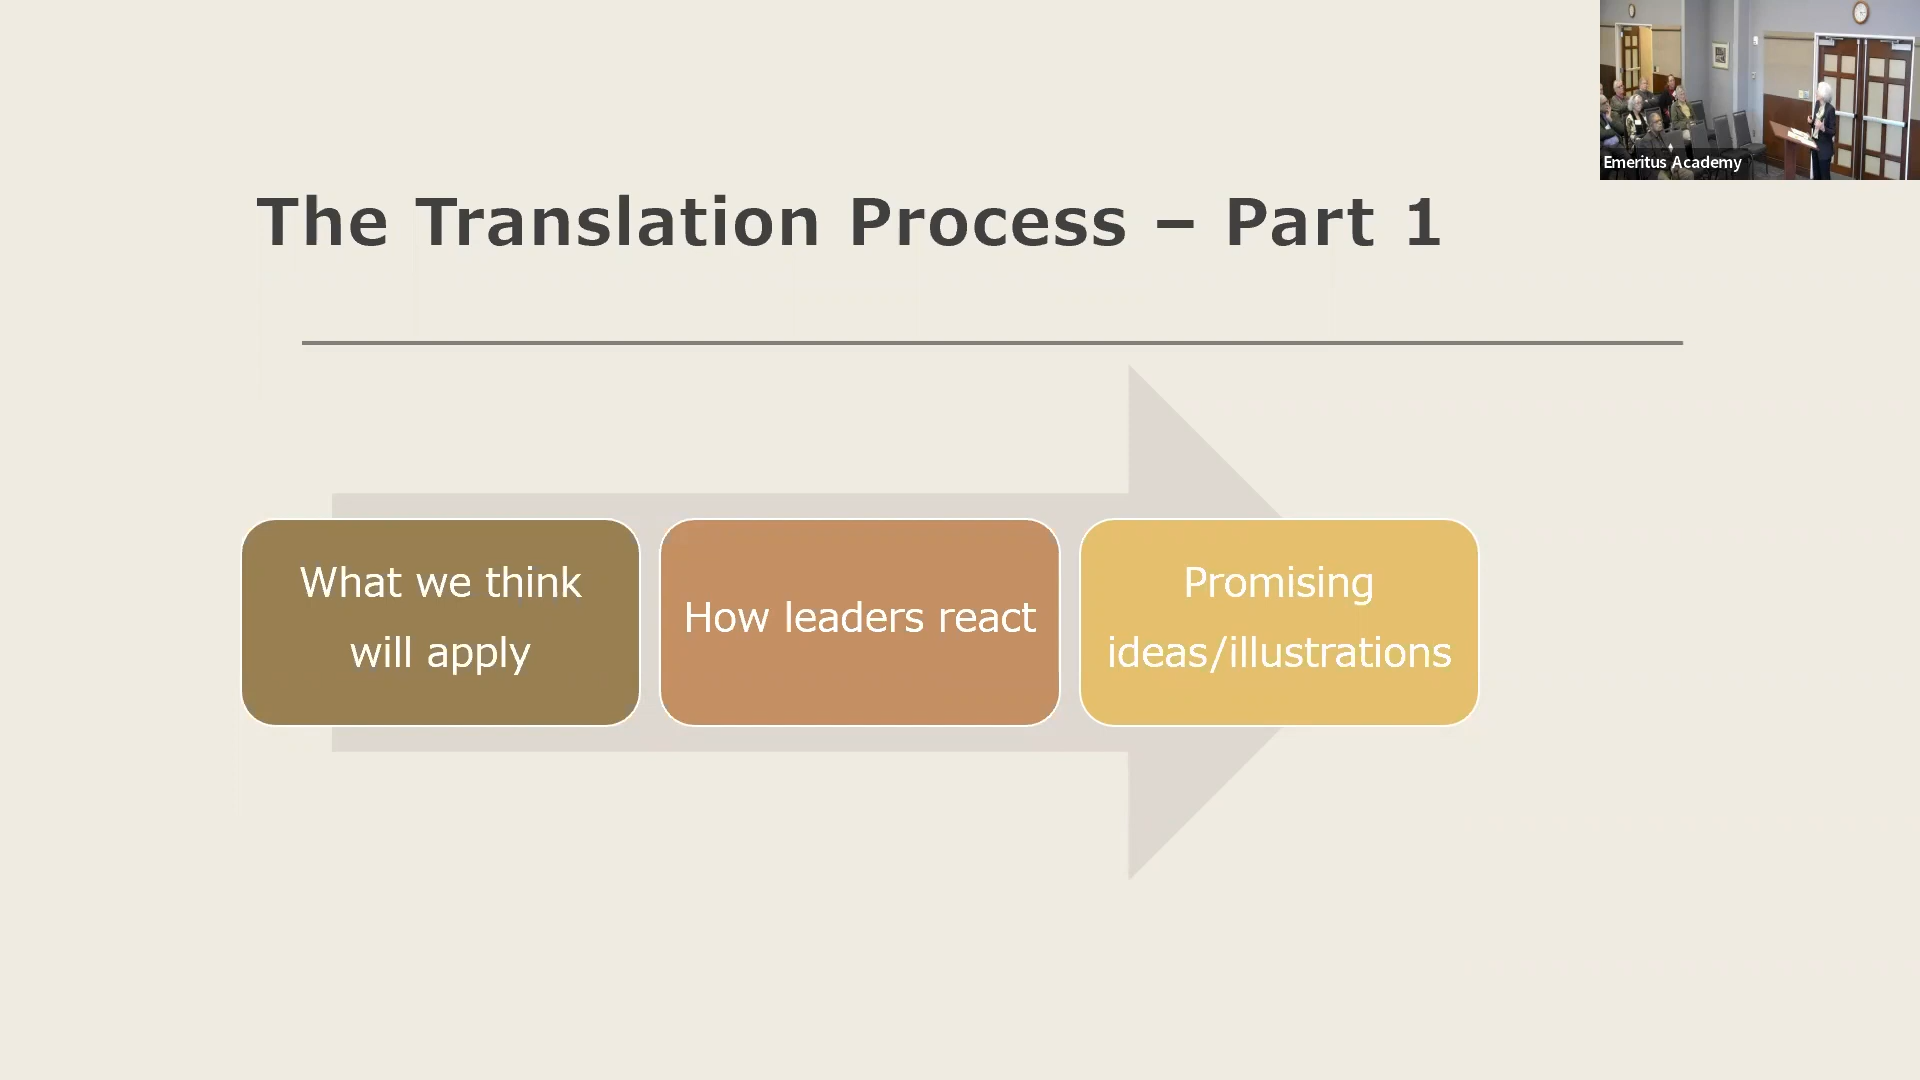 Emeritus Academy
The Translation Process – Part 1
What we think
will apply
How leaders react
Promising
ideas/illustrations